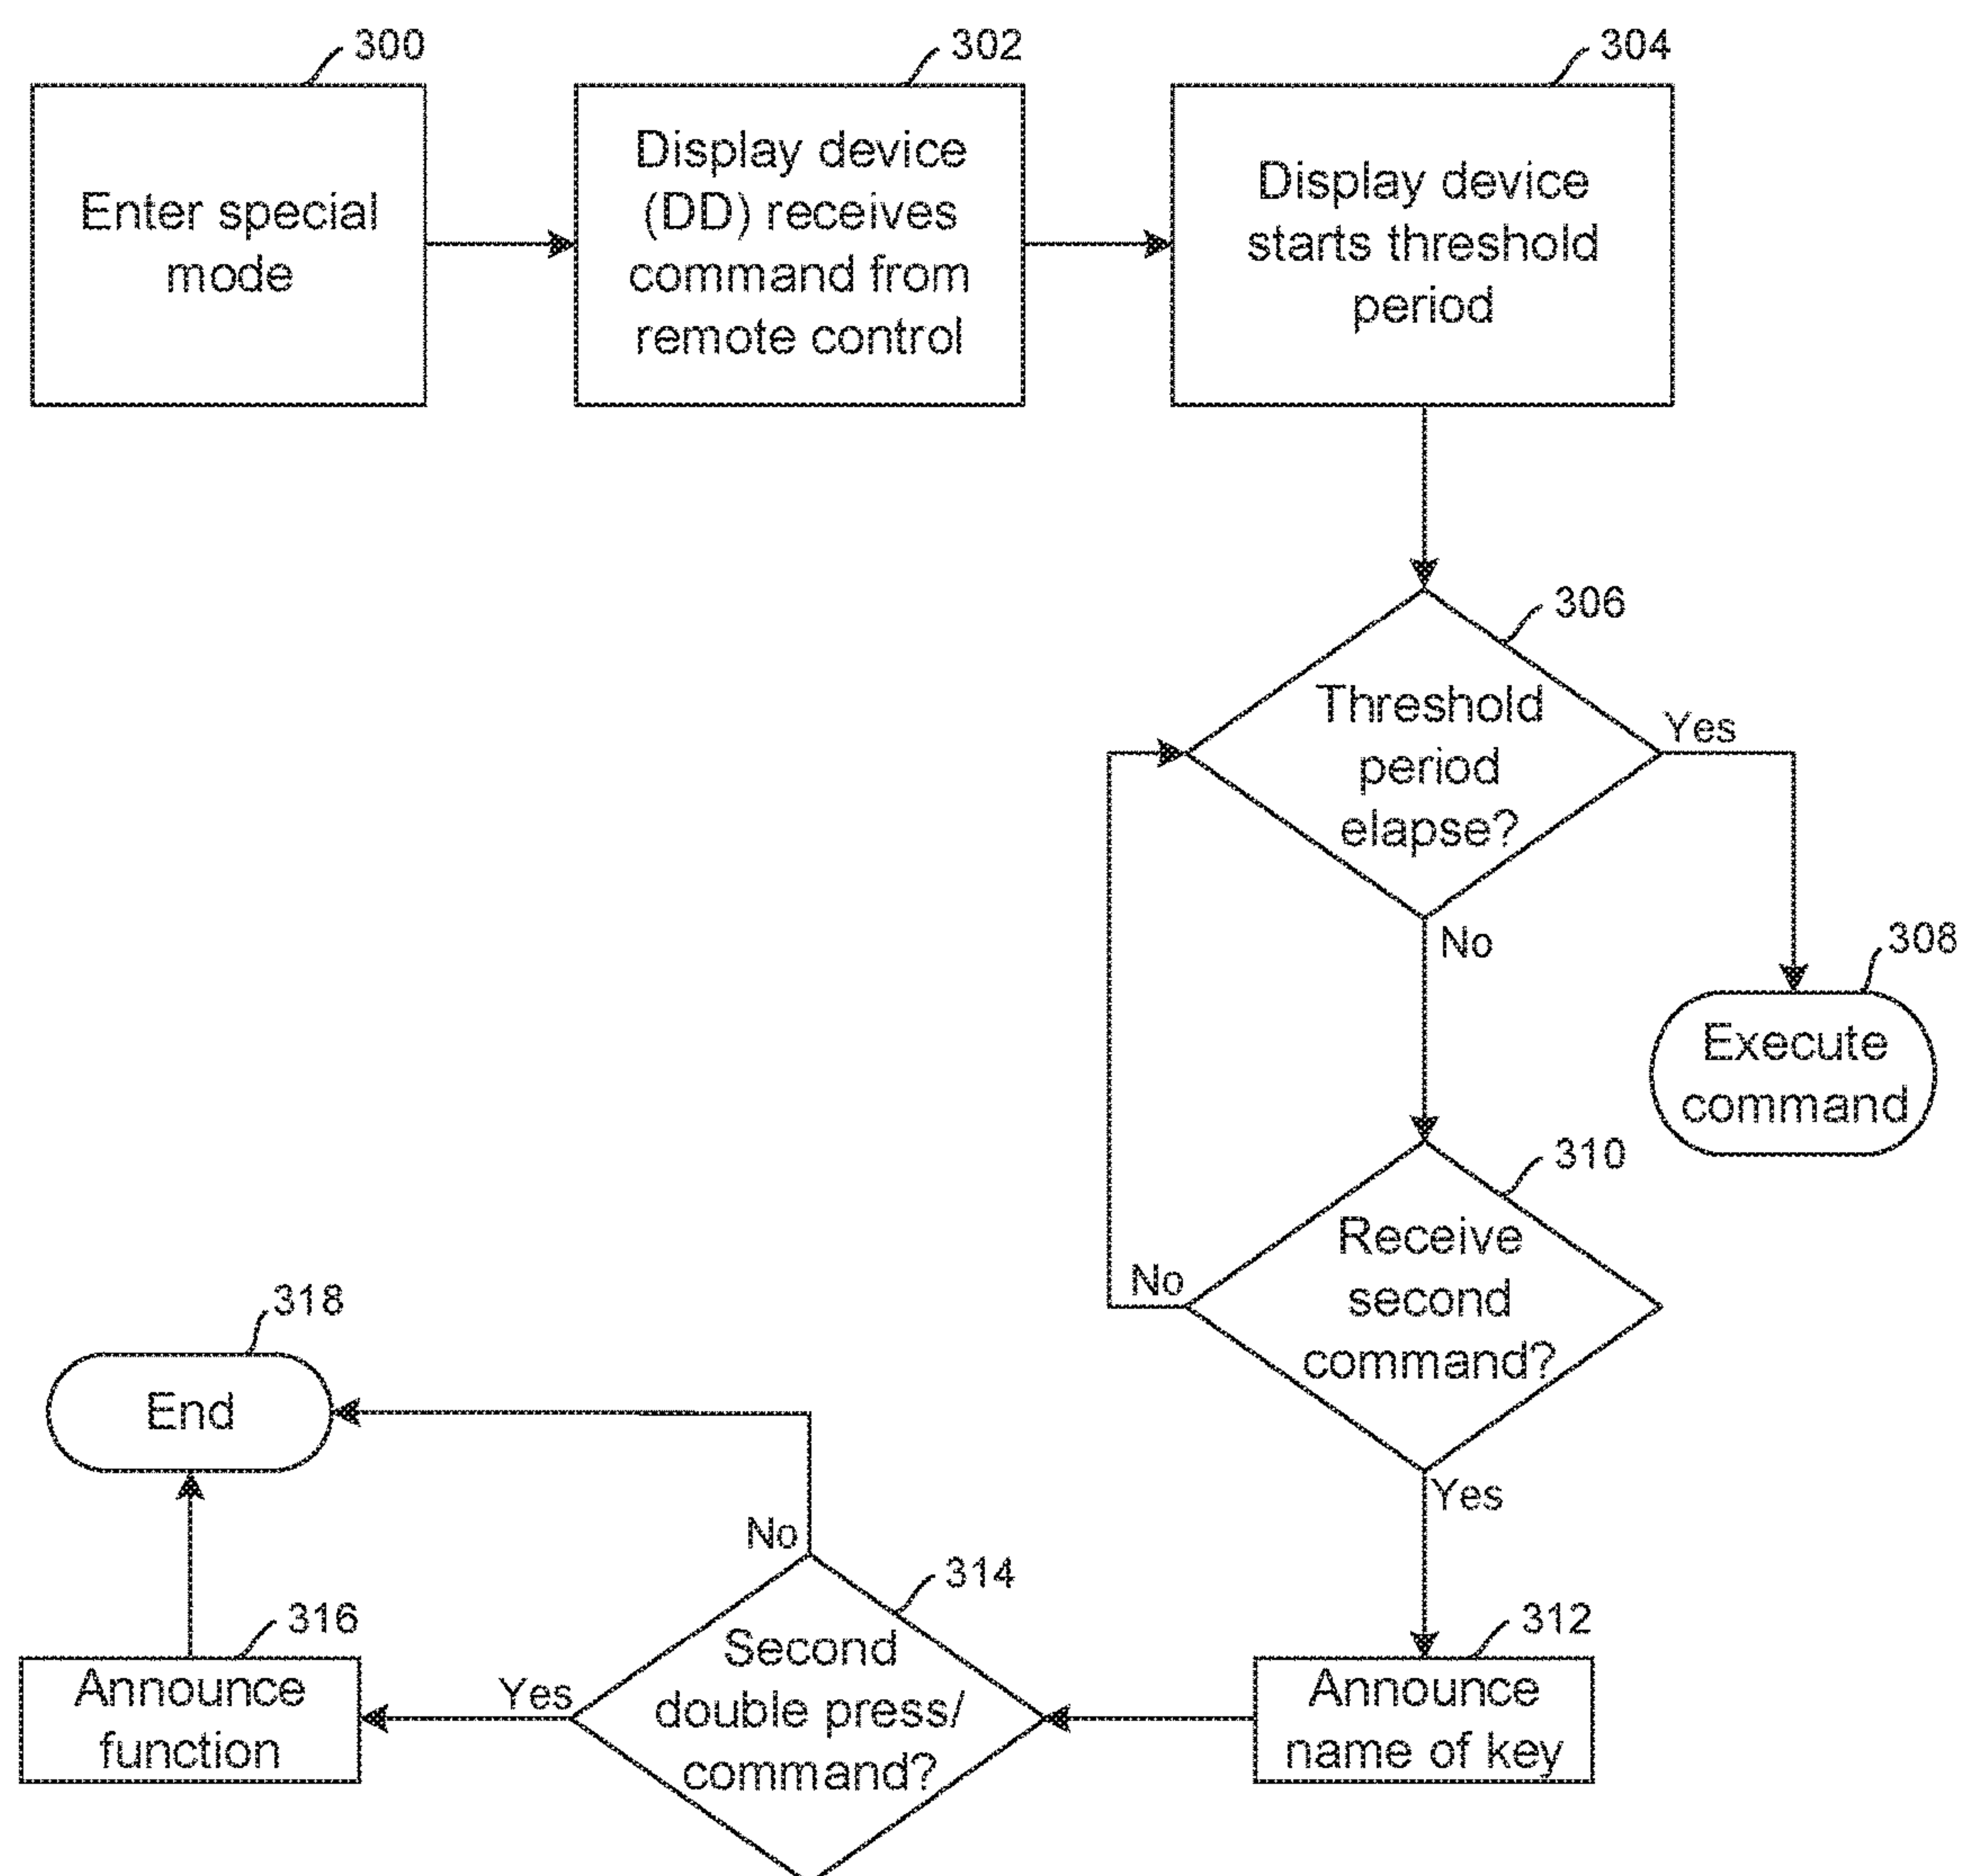 300
Enter special
mode
302
Display device
(DD) receives
command from
remote control
304
Display device
starts threshold
period
306
Threshold
period
elapse?
Yes
No
308
Execute
command
310
Receive
second
command?
No
Yes
312
Announce
name of key
314
Second
double press/
command?
No
Yes
316
Announce
function
318
End